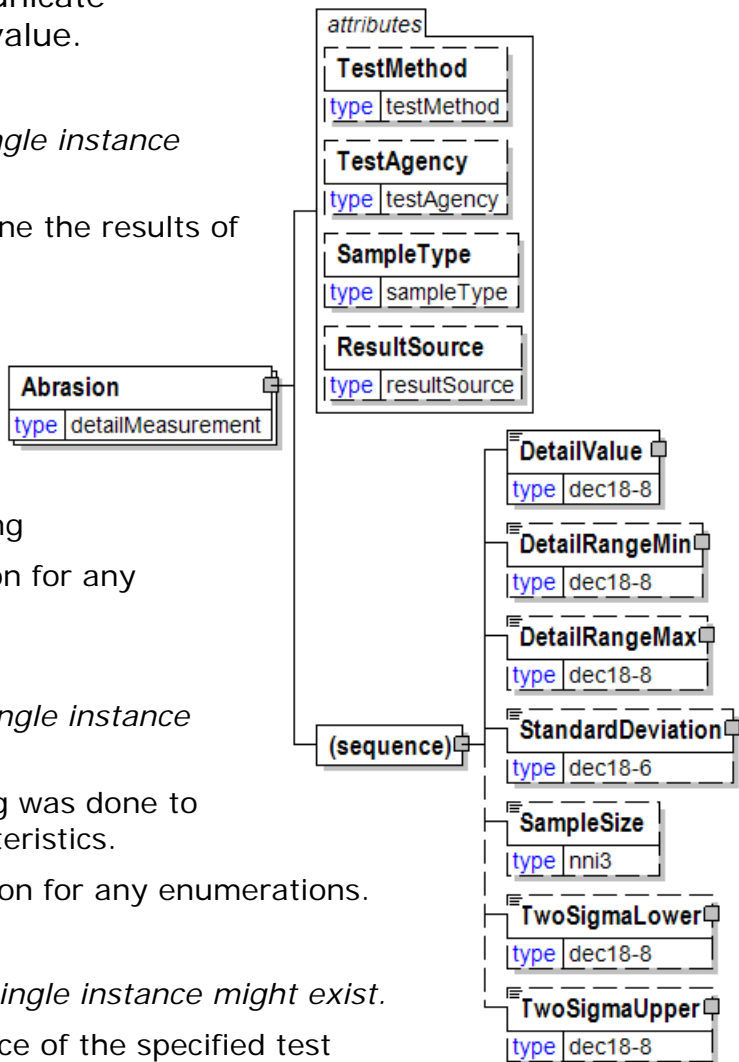 unicate
value.
ngle instance
ne the results of
ng
on for any
ngle instance
g was done to
teristics.
on for any enumerations.
single instance might exist.
ce of the specified test
attributes
TestMethod
type testMethod
TestAgency
type testAgency
SampleType
type sampleType
ResultSource
type resultSource
Abrasion
type detailMeasurement
(sequence)
DetailValue
type dec18-8
DetailRangeMin
type dec18-8
DetailRangeMax
type dec18-8
StandardDeviation
type dec18-6
SampleSize
type nni3
TwoSigmaLower
type dec18-8
TwoSigmaUpper
type dec18-8